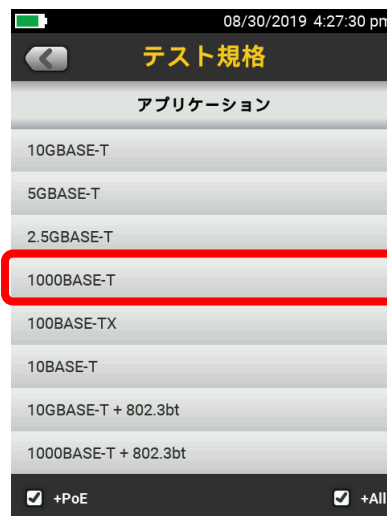 08/30/2019 4:27:30 pm
テスト規格
アプリケーション
10GBASE-T
5GBASE-T
2.5GBASE-T
1000BASE-T
100BASE-TX
10BASE-T
10GBASE-T + 802.3bt
1000BASE-T + 802.3bt
+PoE +All